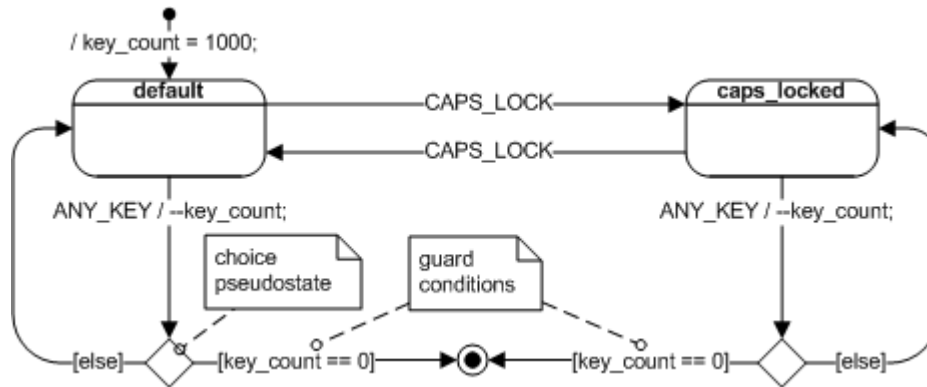 / key_count = 1000;
default
caps_locked
CAPS_LOCK
CAPS_LOCK
ANY_KEY / --key_count;
ANY_KEY / --key_count;
choice
pseudostate
guard
conditions
[else]
[key_count == 0]
[key_count == 0]
[else]